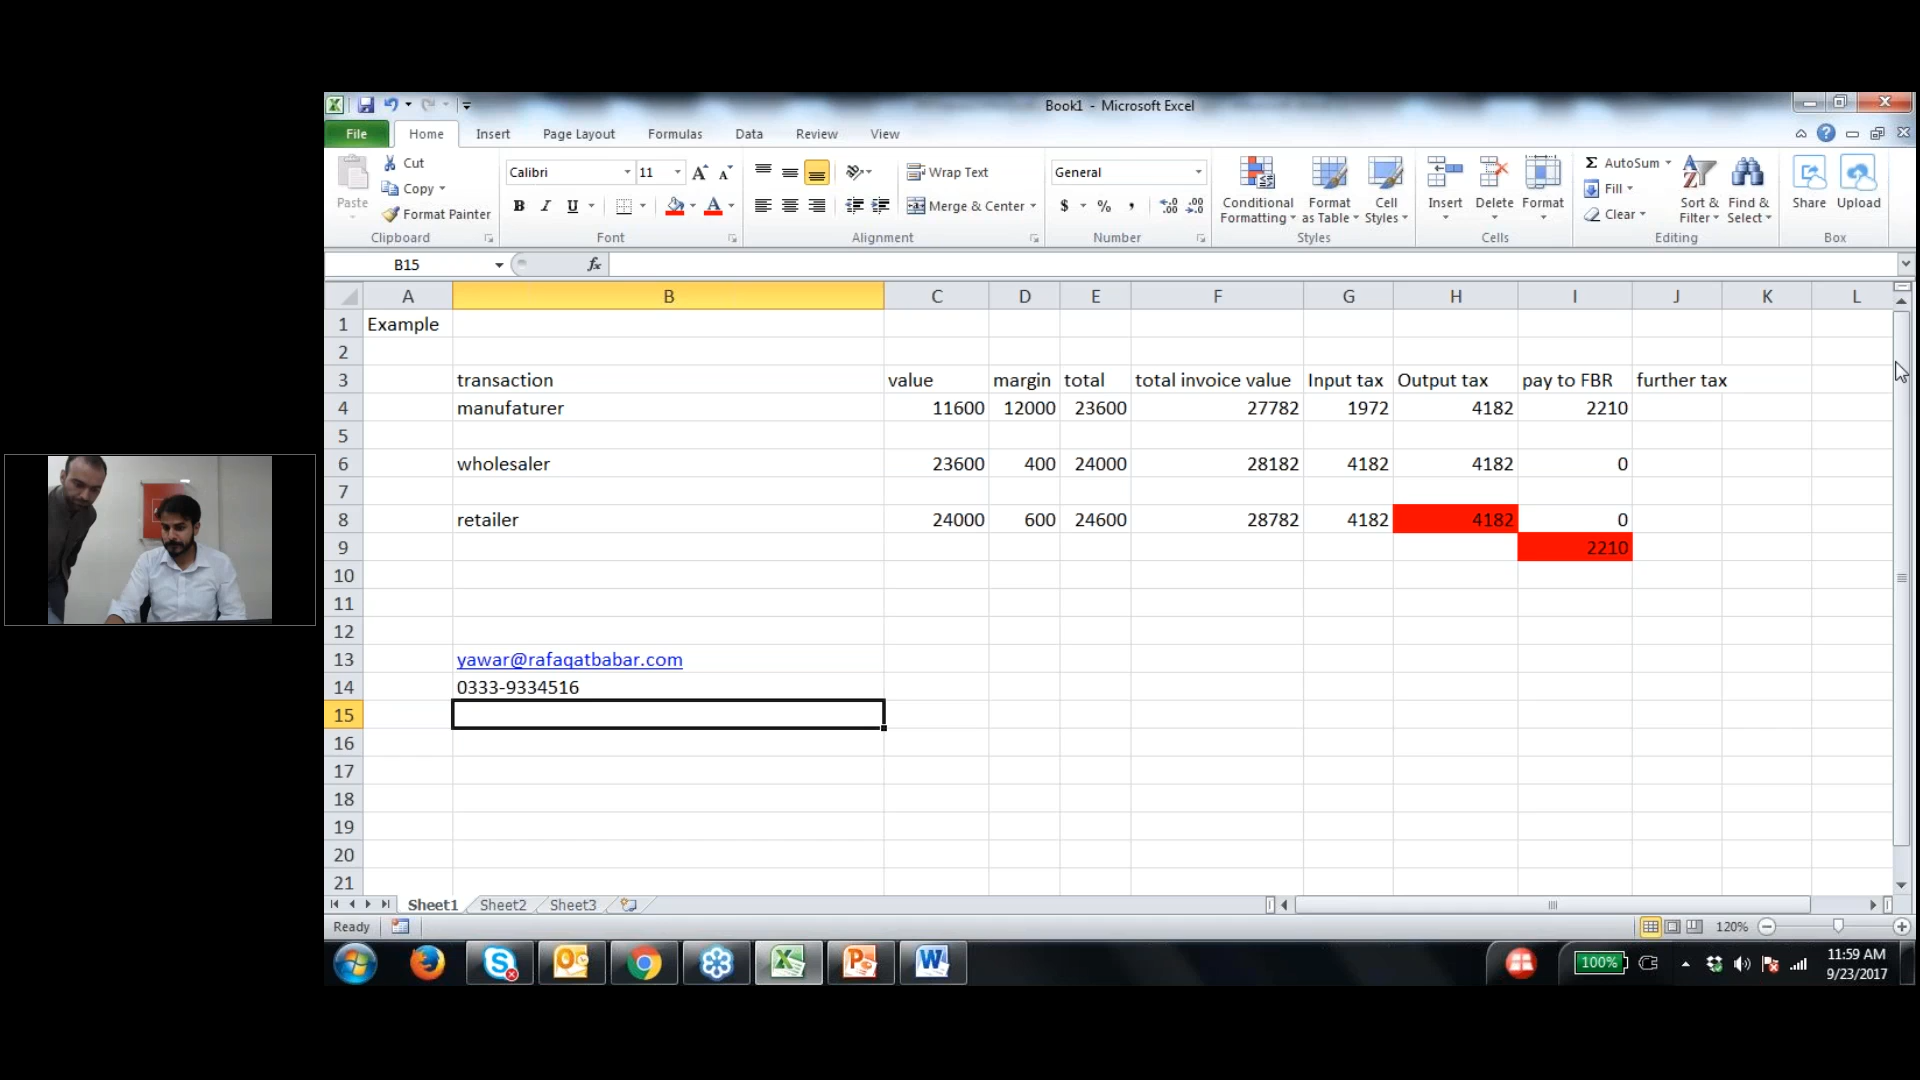 Book1 - Microsoft Excel
File Home Insert Page Layout Formulas Data Review View
Paste
Cut
Copy
Format Painter
Clipboard
Calibri 11
B I U
Font
Wrap Text
Merge & Center
Alignment
General
$ % ,
Number
Conditional Formatting
Format as Table
Cell Styles
Styles
Insert Delete Format
Cells
AutoSum
Fill
Clear
Sort & Filter
Find & Select
Editing
Share Upload
Box
B15 fx
A B C D E F G H I J K L
1 Example
2
3 transaction value margin total total invoice value Input tax Output tax pay to FBR further tax
4 manufaturer 11600 12000 23600 27782 1972 4182 2210
5
6 wholesaler 23600 400 24000 28182 4182 4182 0
7
8 retailer 24000 600 24600 28782 4182 4182 0
9 2210
10
11
12
13 yawar@rafaqatbabar.com
14 0333-9334516
15
16
17
18
19
20
21
Sheet1 Sheet2 Sheet3
Ready 120%
100% 11:59 AM
9/23/2017